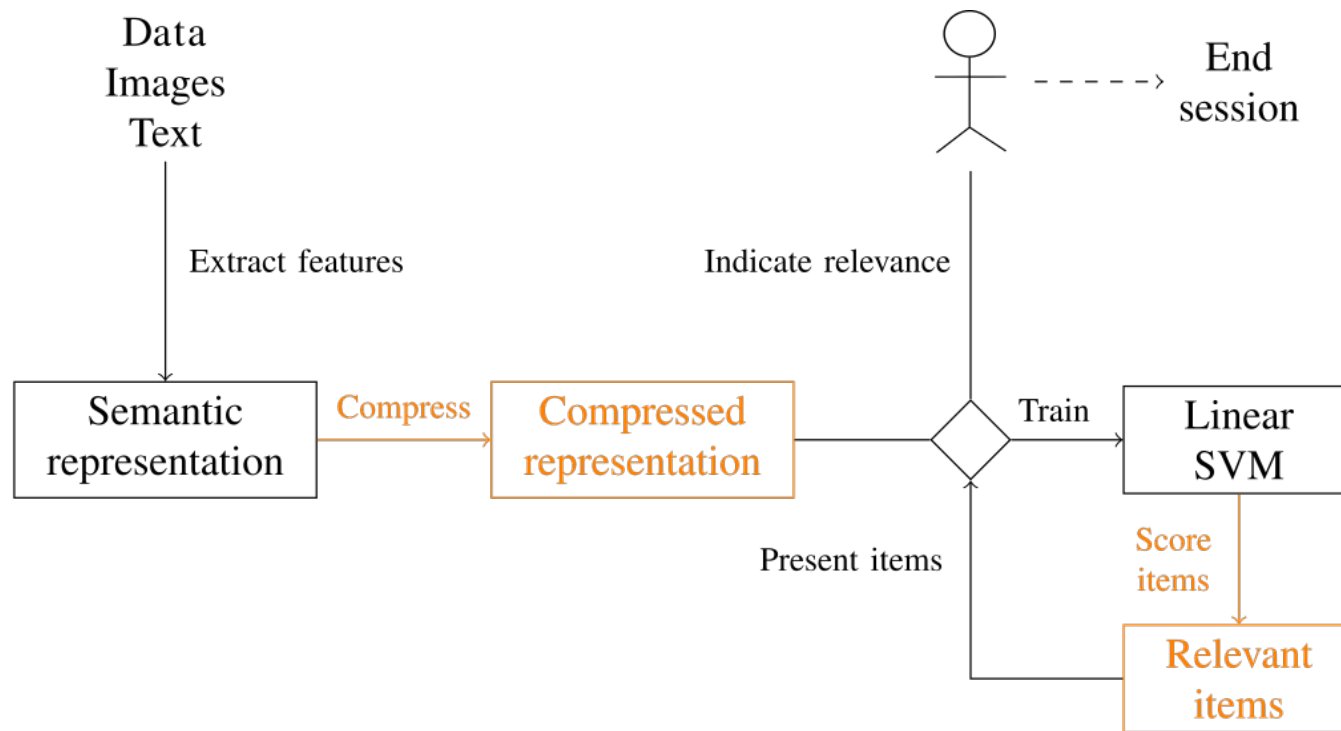 Data
Images
Text
End
session
Extract features
Indicate relevance
Semantic
representation
Compress
Compressed
representation
Train
Linear
SVM
Present items
Score
items
Relevant
items